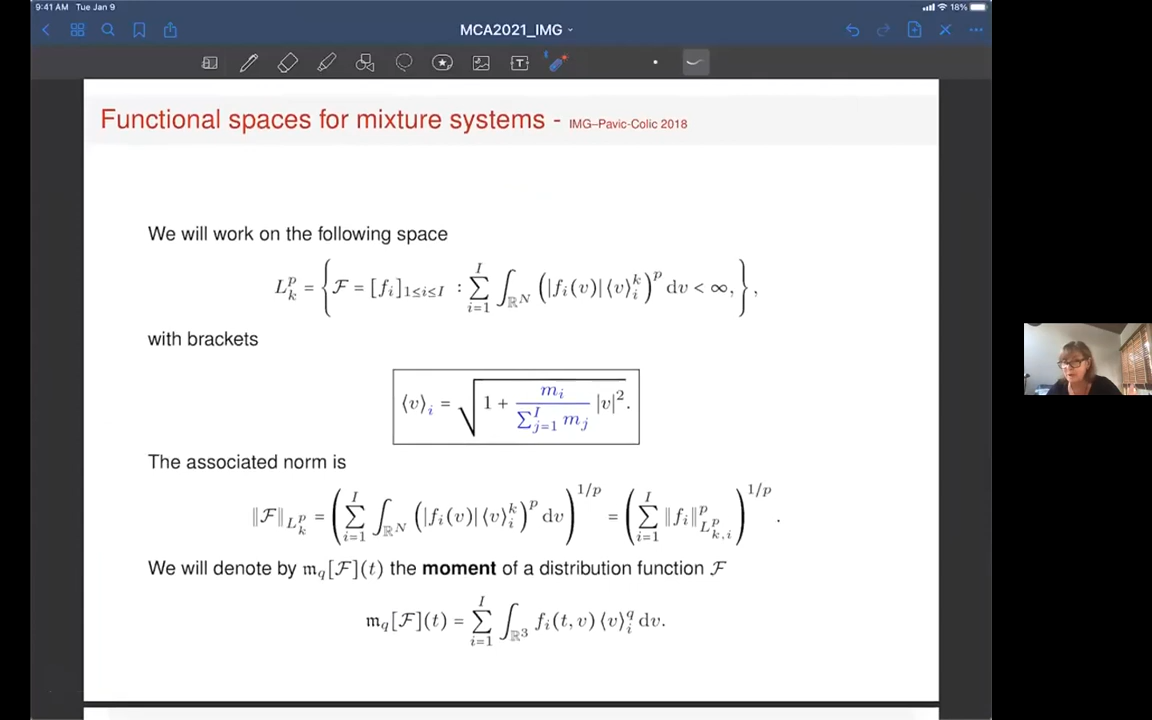 9:41 AM Tue Jan 9
18%
MCA2021_IMG
Functional spaces for mixture systems - IMG–Pavic-Colic 2018
We will work on the following space
L^p_k = { 𝓕 = [f_i]_{1≤i≤I} : ∑_{i=1}^{I} ∫_{ℝ^N} (|f_i(v)| ⟨v⟩_i^k)^p dv < ∞, },
with brackets
⟨v⟩_i = √(1 + m_i / ∑_{j=1}^{I} m_j |v|^2).
The associated norm is
‖𝓕‖_{L^p_k} = (∑_{i=1}^{I} ∫_{ℝ^N} (|f_i(v)| ⟨v⟩_i^k)^p dv)^{1/p} = (∑_{i=1}^{I} ‖f_i‖^p_{L^p_{k,i}})^{1/p} .
We will denote by 𝔪_q[𝓕](t) the moment of a distribution function 𝓕
𝔪_q[𝓕](t) = ∑_{i=1}^{I} ∫_{ℝ^3} f_i(t, v) ⟨v⟩_i^q dv.